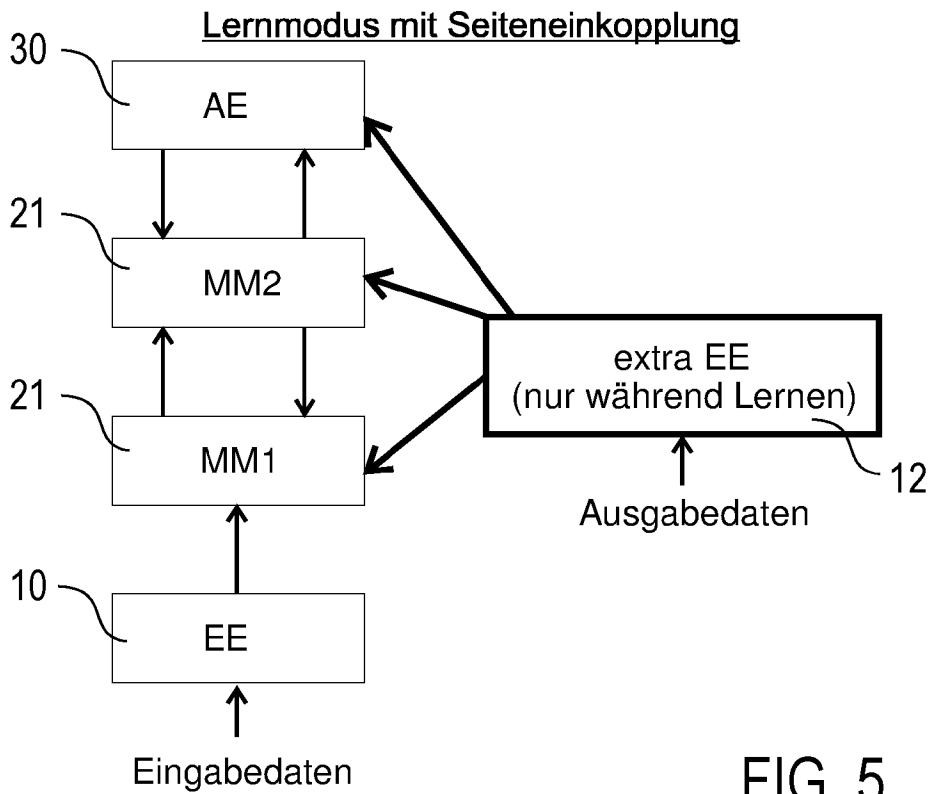 Lernmodus mit Seiteneinkopplung
30
AE
21
MM2
extra EE
(nur während Lernen)
21
MM1
12
Ausgabedaten
10
EE
Eingabedaten
FIG. 5